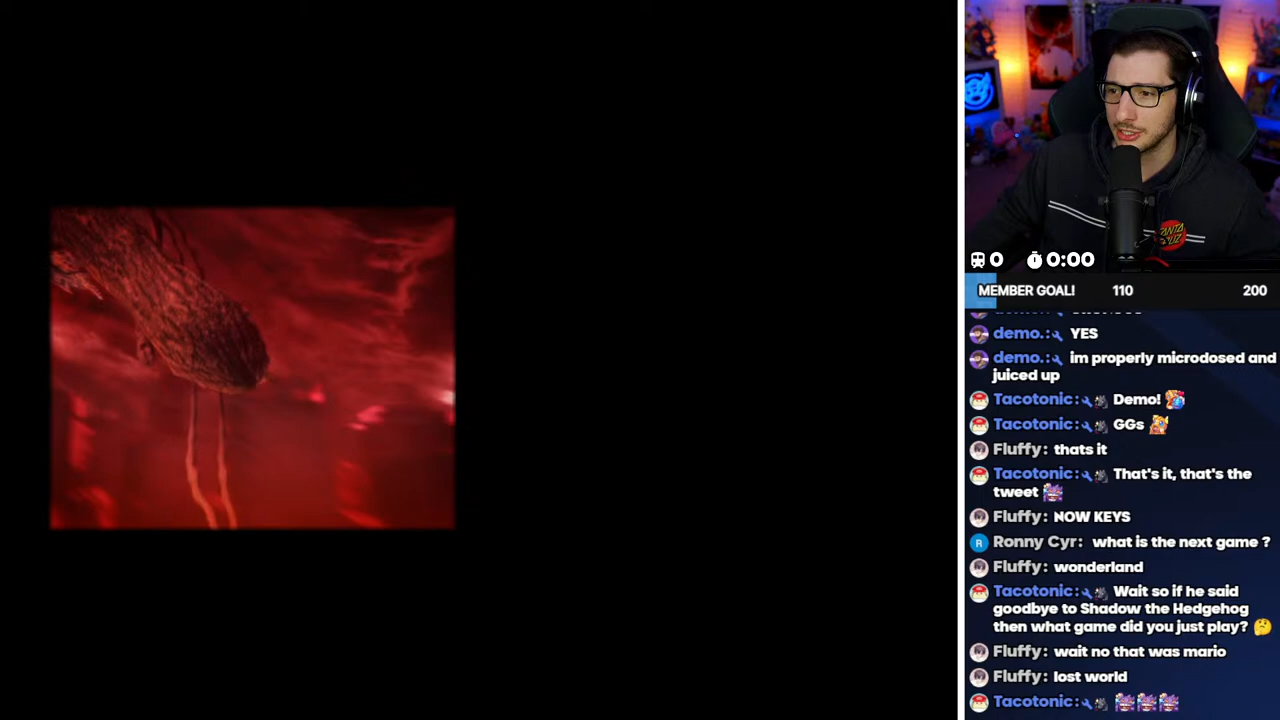 SANTA
CRUZ
0 0:00
MEMBER GOAL! 110 200
demo.: YES
demo.: im properly microdosed and
juiced up
Tacotonic: Demo!
Tacotonic: GGs
Fluffy: thats it
Tacotonic: That's it, that's the
tweet
Fluffy: NOW KEYS
R Ronny Cyr: what is the next game ?
Fluffy: wonderland
Tacotonic: Wait so if he said
goodbye to Shadow the Hedgehog
then what game did you just play? 🤔
Fluffy: wait no that was mario
Fluffy: lost world
Tacotonic: